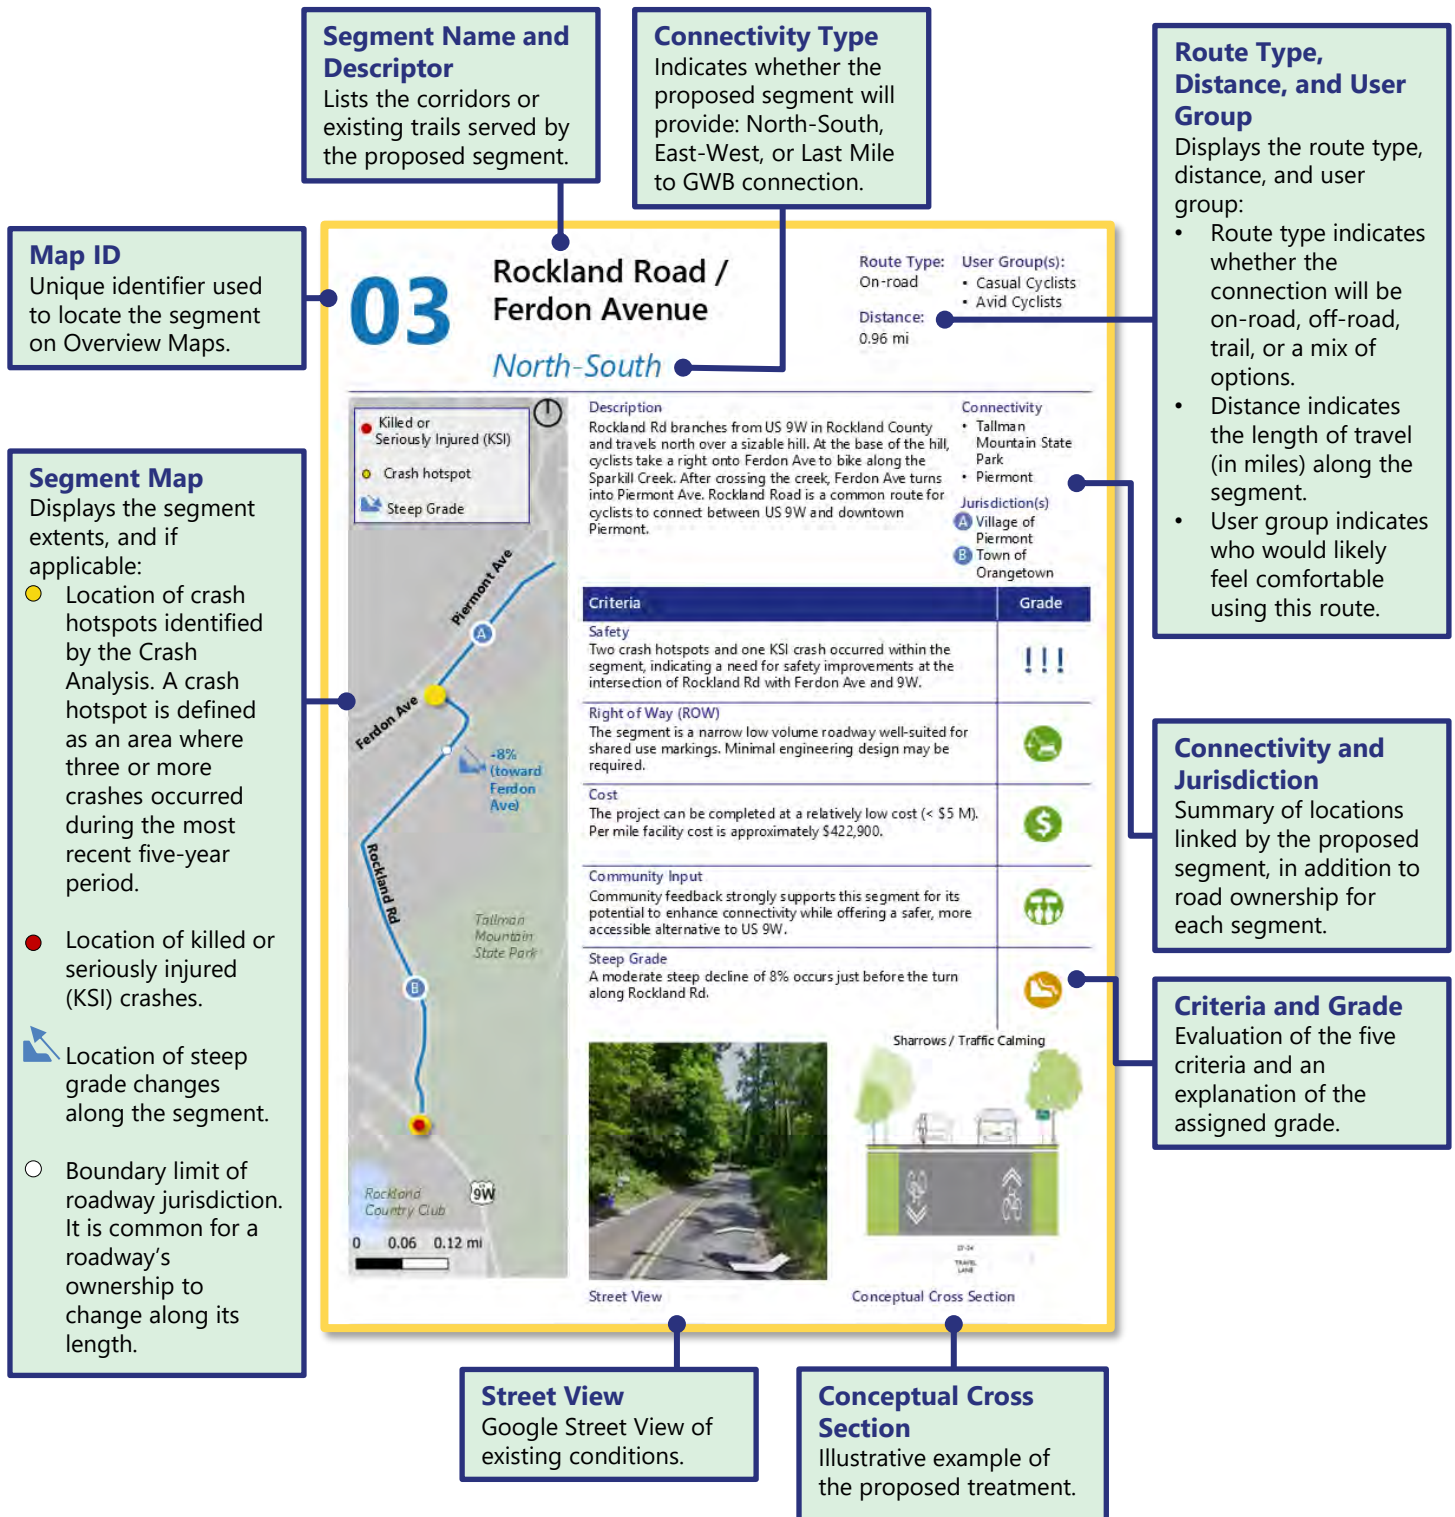 Segment Name and
Descriptor
Lists the corridors or
existing trails served by
the proposed segment.
Connectivity Type
Indicates whether the
proposed segment will
provide: North-South,
East-West, or Last Mile
to GWB connection.
Route Type,
Distance, and User
Group
Displays the route type,
distance, and user
group:
• Route type indicates
whether the
connection will be
on-road, off-road,
trail, or a mix of
options.
• Distance indicates
the length of travel
(in miles) along the
segment.
• User group indicates
who would likely
feel comfortable
using this route.
Map ID
Unique identifier used
to locate the segment
on Overview Maps.
03
Rockland Road /
Ferdon Avenue
North-South
Route Type:
On-road
Distance:
0.96 mi
User Group(s):
• Casual Cyclists
• Avid Cyclists
Segment Map
Displays the segment
extents, and if
applicable:
Location of crash
hotspots identified
by the Crash
Analysis. A crash
hotspot is defined
as an area where
three or more
crashes occurred
during the most
recent five-year
period.
Location of killed or
seriously injured
(KSI) crashes.
Location of steep
grade changes
along the segment.
Boundary limit of
roadway jurisdiction.
It is common for a
roadway's
ownership to
change along its
length.
Killed or
Seriously Injured (KSI)
Crash hotspot
Steep Grade
Piermont Ave
A
Ferdon Ave
-8%
(toward
Ferdon
Ave)
Rockland Rd
Tallman
Mountain
State Park
B
Rockland
Country Club
9W
0 0.06 0.12 mi
Description
Rockland Rd branches from US 9W in Rockland County
and travels north over a sizable hill. At the base of the hill,
cyclists take a right onto Ferdon Ave to bike along the
Sparkill Creek. After crossing the creek, Ferdon Ave turns
into Piermont Ave. Rockland Road is a common route for
cyclists to connect between US 9W and downtown
Piermont.
Connectivity
• Tallman
Mountain State
Park
• Piermont
Jurisdiction(s)
A Village of
Piermont
B Town of
Orangetown
Criteria Grade
Safety
Two crash hotspots and one KSI crash occurred within the
segment, indicating a need for safety improvements at the
intersection of Rockland Rd with Ferdon Ave and 9W.
!!!
Right of Way (ROW)
The segment is a narrow low volume roadway well-suited for
shared use markings. Minimal engineering design may be
required.
Cost
The project can be completed at a relatively low cost (< $5 M).
Per mile facility cost is approximately $422,900.
$
Community Input
Community feedback strongly supports this segment for its
potential to enhance connectivity while offering a safer, more
accessible alternative to US 9W.
Steep Grade
A moderate steep decline of 8% occurs just before the turn
along Rockland Rd.
Sharrows / Traffic Calming
TRAVEL
LANE
Street View
Conceptual Cross Section
Connectivity and
Jurisdiction
Summary of locations
linked by the proposed
segment, in addition to
road ownership for
each segment.
Criteria and Grade
Evaluation of the five
criteria and an
explanation of the
assigned grade.
Street View
Google Street View of
existing conditions.
Conceptual Cross
Section
Illustrative example of
the proposed treatment.